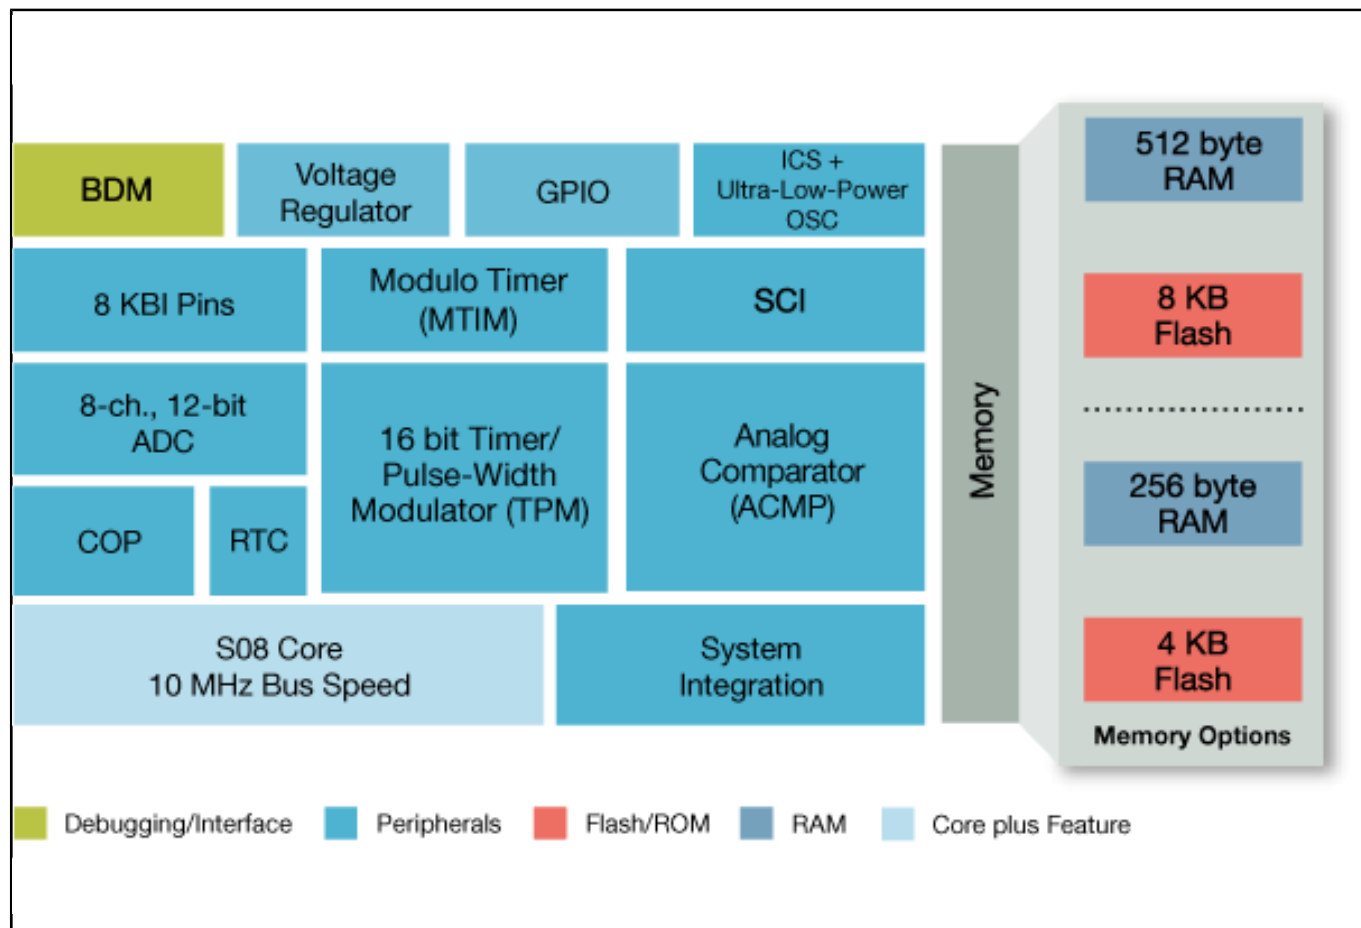 BDM
Voltage
Regulator
GPIO
ICS +
Ultra-Low-Power
OSC
8 KBI Pins
Modulo Timer
(MTIM)
SCI
8-ch., 12-bit
ADC
16 bit Timer/
Pulse-Width
Modulator (TPM)
Analog
Comparator
(ACMP)
COP
RTC
S08 Core
10 MHz Bus Speed
System
Integration
Memory
512 byte
RAM
8 KB
Flash
256 byte
RAM
4 KB
Flash
Memory Options
Debugging/Interface
Peripherals
Flash/ROM
RAM
Core plus Feature